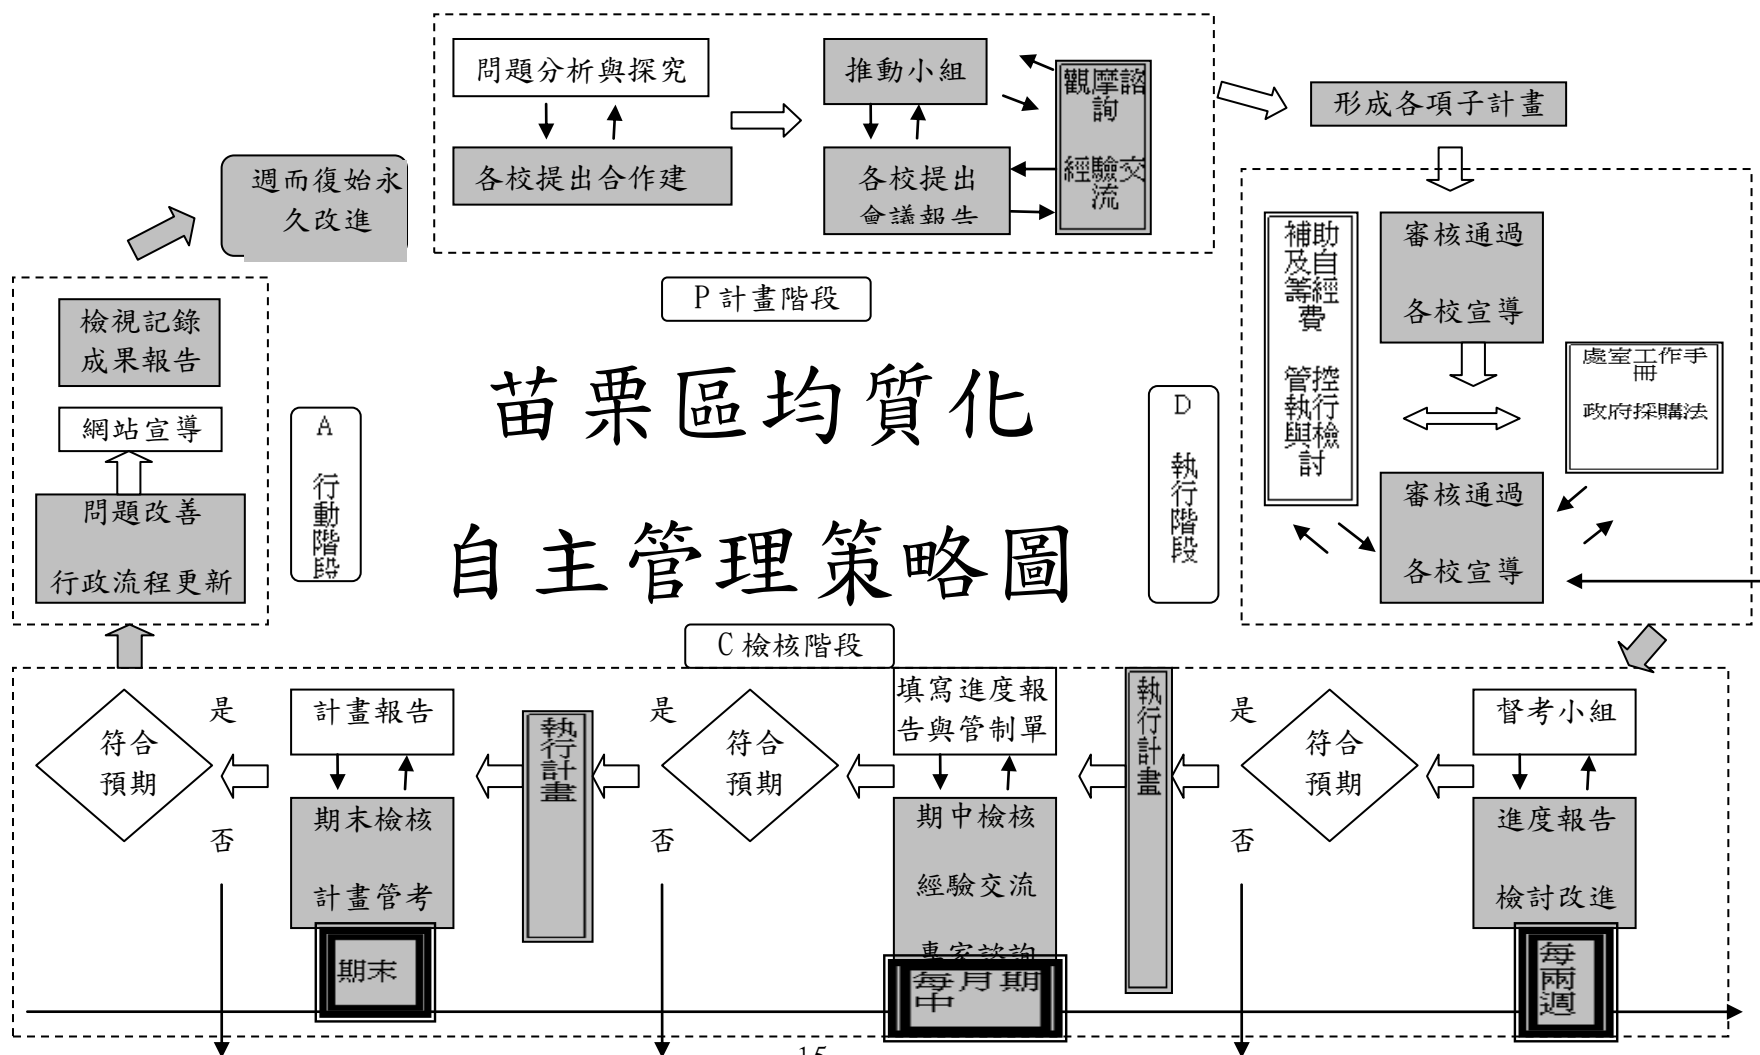 問題分析與探究
各校提出合作建
推動小組
各校提出
會議報告
觀摩諮
詢
經驗交
流
形成各項子計畫
週而復始永
久改進
P 計畫階段
檢視記錄
成果報告
網站宣導
問題改善
行政流程更新
A
行動階段
苗栗區均質化
自主管理策略圖
D
執行階段
補助
及自
籌經
費
管控
執行
與檢
討
審核通過
各校宣導
處室工作手
冊
政府採購法
審核通過
各校宣導
C 檢核階段
符合
預期
是
否
計畫報告
期末檢核
計畫管考
期末
執行計畫
是
否
符合
預期
填寫進度報
告與管制單
期中檢核
經驗交流
專家諮詢
每月期
中
執行計畫
是
否
符合
預期
督考小組
進度報告
檢討改進
每兩週
15